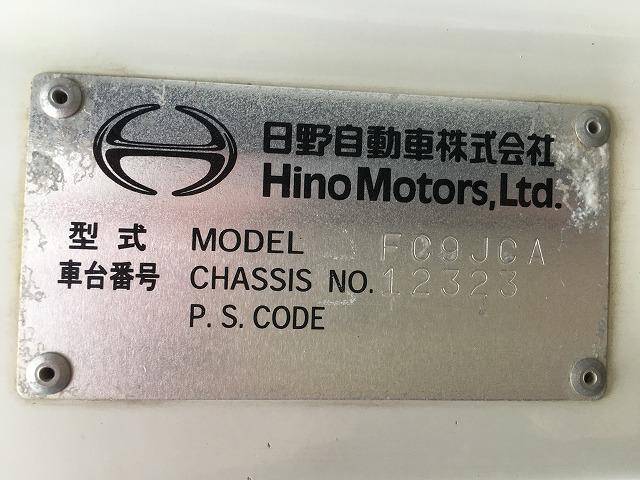 日野自動車株式会社
Hino Motors, Ltd.
型式 MODEL FC9JCA
車台番号 CHASSIS NO. 12323
P. S. CODE